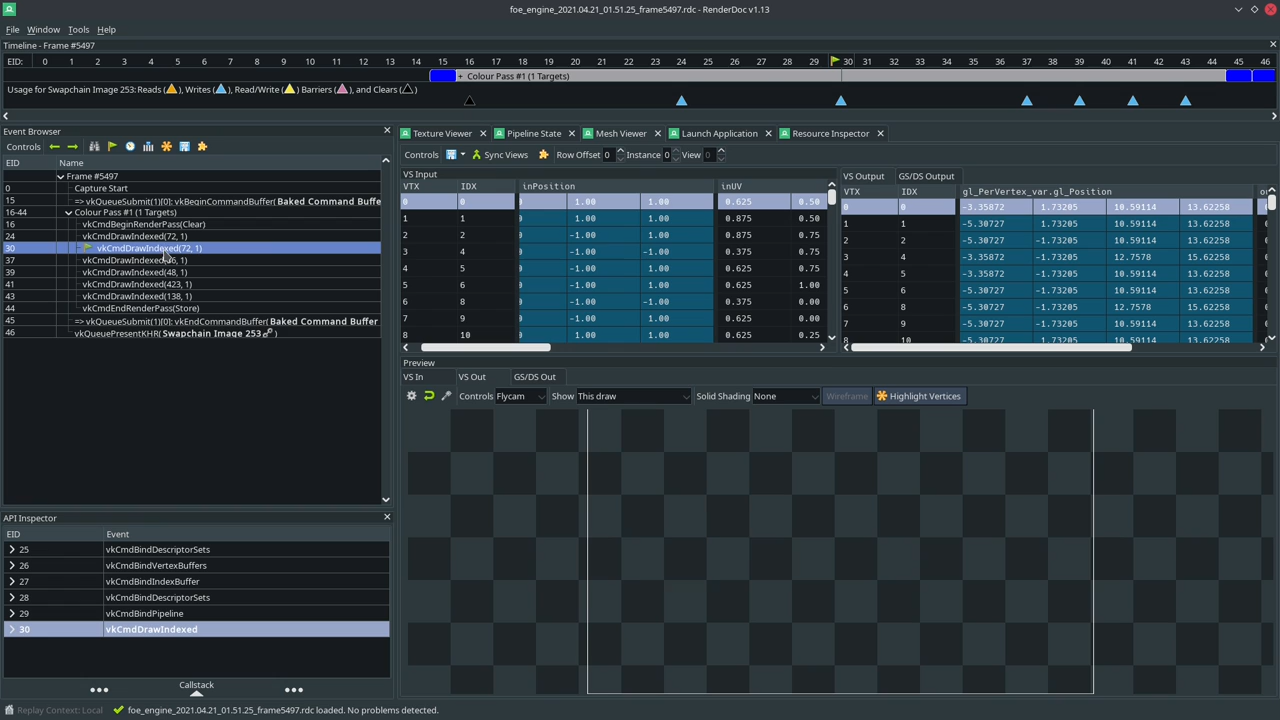 foe_engine_2021.04.21_01.51.25_frame5497.rdc - RenderDoc v1.13
File Window Tools Help
Timeline - Frame #5497
EID: 0 1 2 3 4 5 6 7 8 9 10 11 12 13 14 15 16 17 18 19 20 21 22 23 24 25 26 27 28 29 30 31 32 33 34 35 36 37 38 39 40 41 42 43 44 45 46
+ Colour Pass #1 (1 Targets)
Usage for Swapchain Image 253: Reads ( ), Writes ( ), Read/Write ( ) Barriers ( ), and Clears ( )
Event Browser
Controls
EID Name
Frame #5497
0 Capture Start
15 => vkQueueSubmit(1)[0]: vkBeginCommandBuffer( Baked Command Buffe
16-44 Colour Pass #1 (1 Targets)
16 vkCmdBeginRenderPass(Clear)
24 vkCmdDrawIndexed(72, 1)
30 vkCmdDrawIndexed(72, 1)
37 vkCmdDrawIndexed( 6, 1)
39 vkCmdDrawIndexed(48, 1)
41 vkCmdDrawIndexed(423, 1)
43 vkCmdDrawIndexed(138, 1)
44 vkCmdEndRenderPass(Store)
45 => vkQueueSubmit(1)[0]: vkEndCommandBuffer( Baked Command Buffer
46 vkQueuePresentKHR( Swapchain Image 253 )
API Inspector
EID Event
25 vkCmdBindDescriptorSets
26 vkCmdBindVertexBuffers
27 vkCmdBindIndexBuffer
28 vkCmdBindDescriptorSets
29 vkCmdBindPipeline
30 vkCmdDrawIndexed
Callstack
Texture Viewer Pipeline State Mesh Viewer Launch Application Resource Inspector
Controls Sync Views Row Offset 0 Instance 0 View 0
VS Input
VTX IDX inPosition inUV
0 0 1.00 1.00 0.625 0.50
1 1 1.00 1.00 0.875 0.50
2 2 -1.00 1.00 0.875 0.75
3 4 -1.00 -1.00 0.625 0.75
4 5 -1.00 1.00 0.625 0.75
5 6 -1.00 1.00 0.625 1.00
6 8 -1.00 -1.00 0.375 0.00
7 9 1.00 -1.00 0.625 0.00
8 10 1.00 1.00 0.625 0.25
VS Output GS/DS Output
VTX IDX gl_PerVertex_var.gl_Position
0 0 -3.35872 1.73205 10.59114 13.62258
1 1 -5.30727 1.73205 10.59114 13.62258
2 2 -5.30727 -1.73205 10.59114 13.62258
3 4 -3.35872 -1.73205 12.7578 15.62258
4 5 -3.35872 -1.73205 10.59114 13.62258
5 6 -5.30727 -1.73205 10.59114 13.62258
6 8 -5.30727 -1.73205 12.7578 15.62258
7 9 -5.30727 -1.73205 10.59114 13.62258
8 10 -5.30727 1.73205 10.59114 13.62258
Preview
VS In VS Out GS/DS Out
Controls Flycam Show This draw Solid Shading None Wireframe Highlight Vertices
Replay Context: Local foe_engine_2021.04.21_01.51.25_frame5497.rdc loaded. No problems detected.